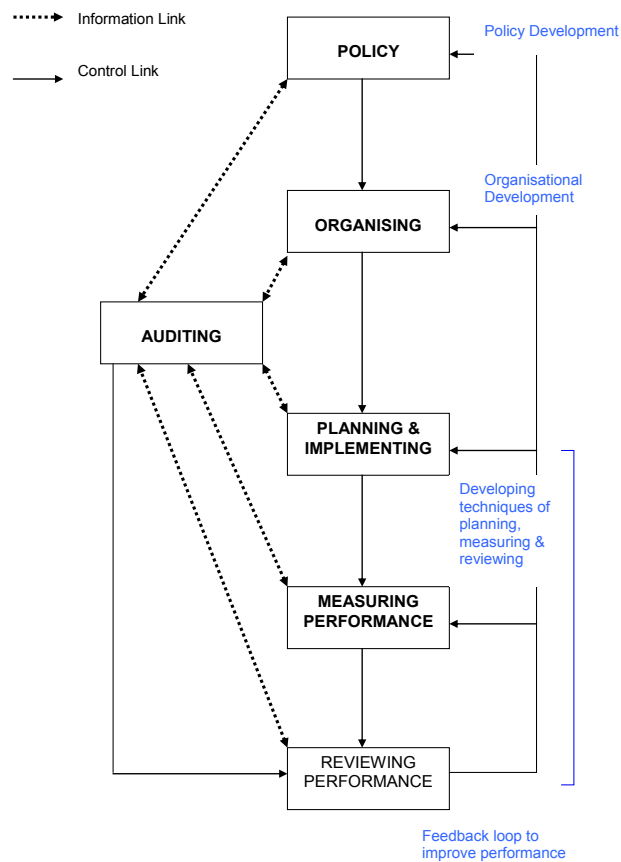 Information Link
Control Link
POLICY
Policy Development
ORGANISING
Organisational
Development
AUDITING
PLANNING &
IMPLEMENTING
Developing
techniques of
planning,
measuring &
reviewing
MEASURING
PERFORMANCE
REVIEWING
PERFORMANCE
Feedback loop to
improve performance